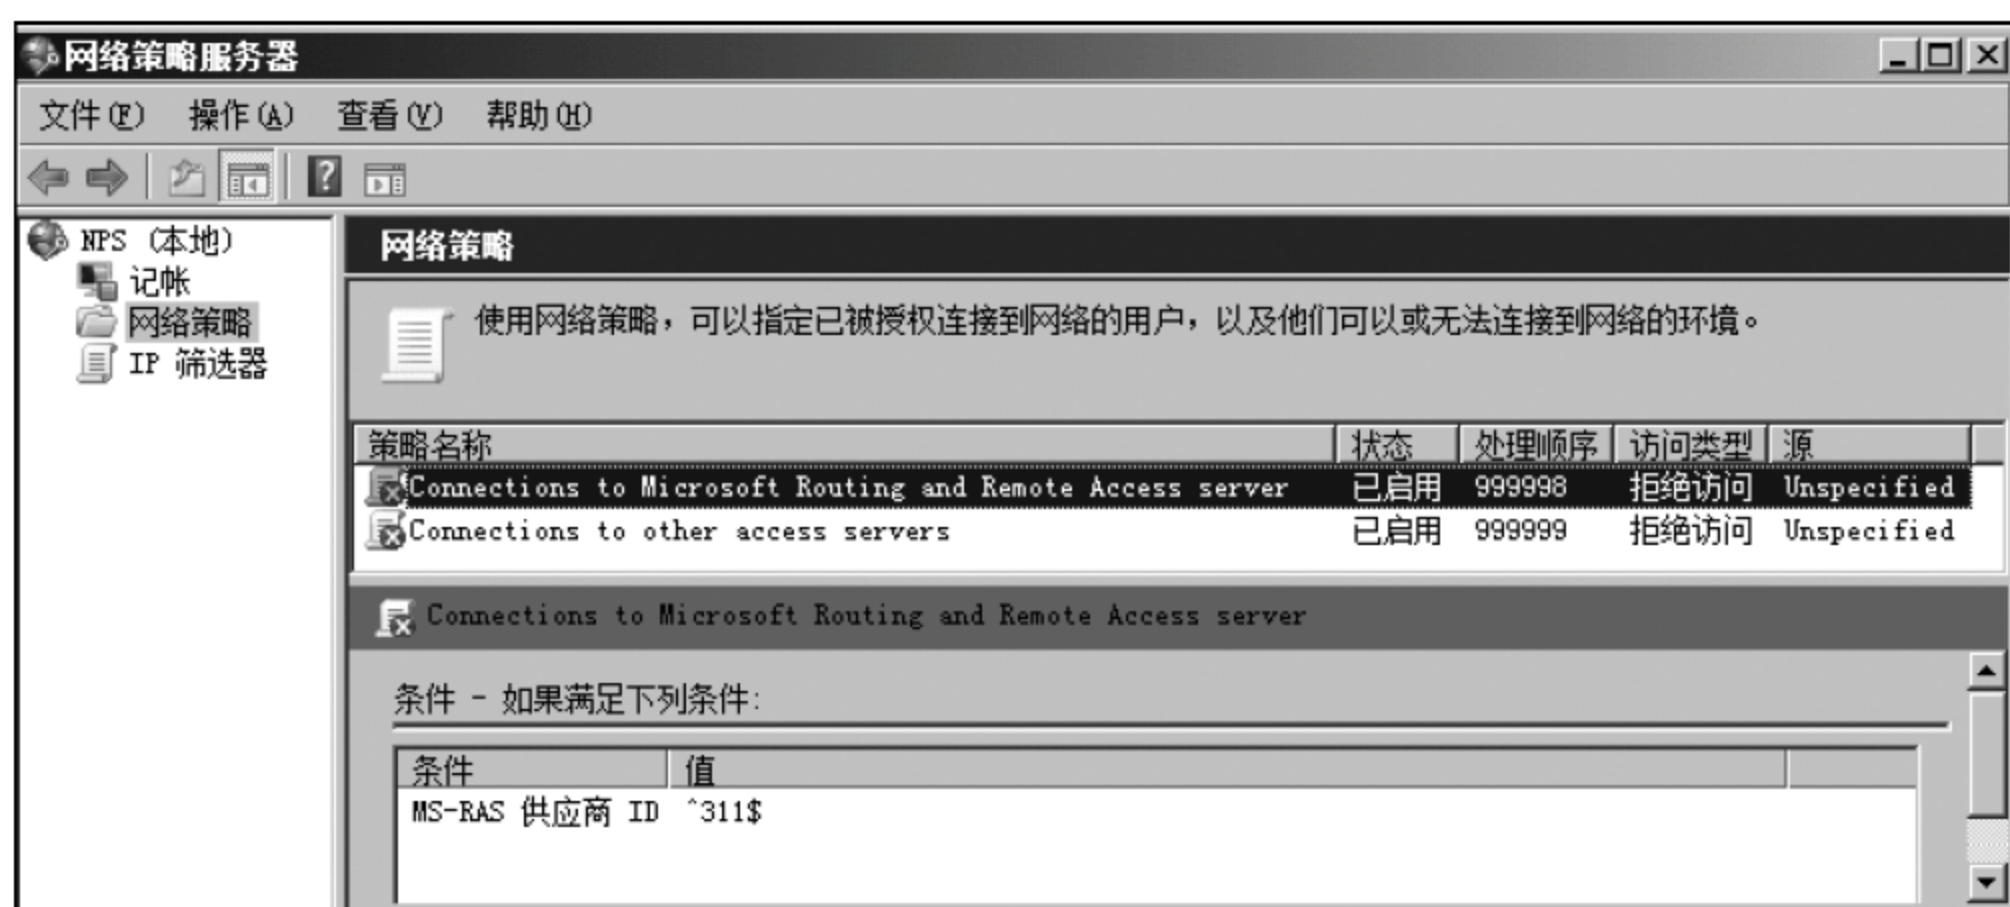 网络策略服务器
文件(F) 操作(A) 查看(V) 帮助(H)
NPS (本地)
记帐
网络策略
IP 筛选器
网络策略
使用网络策略，可以指定已被授权连接到网络的用户，以及他们可以或无法连接到网络的环境。
策略名称 状态 处理顺序 访问类型 源
Connections to Microsoft Routing and Remote Access server 已启用 999998 拒绝访问 Unspecified
Connections to other access servers 已启用 999999 拒绝访问 Unspecified
Connections to Microsoft Routing and Remote Access server
条件 - 如果满足下列条件:
条件 值
MS-RAS 供应商 ID ^311$